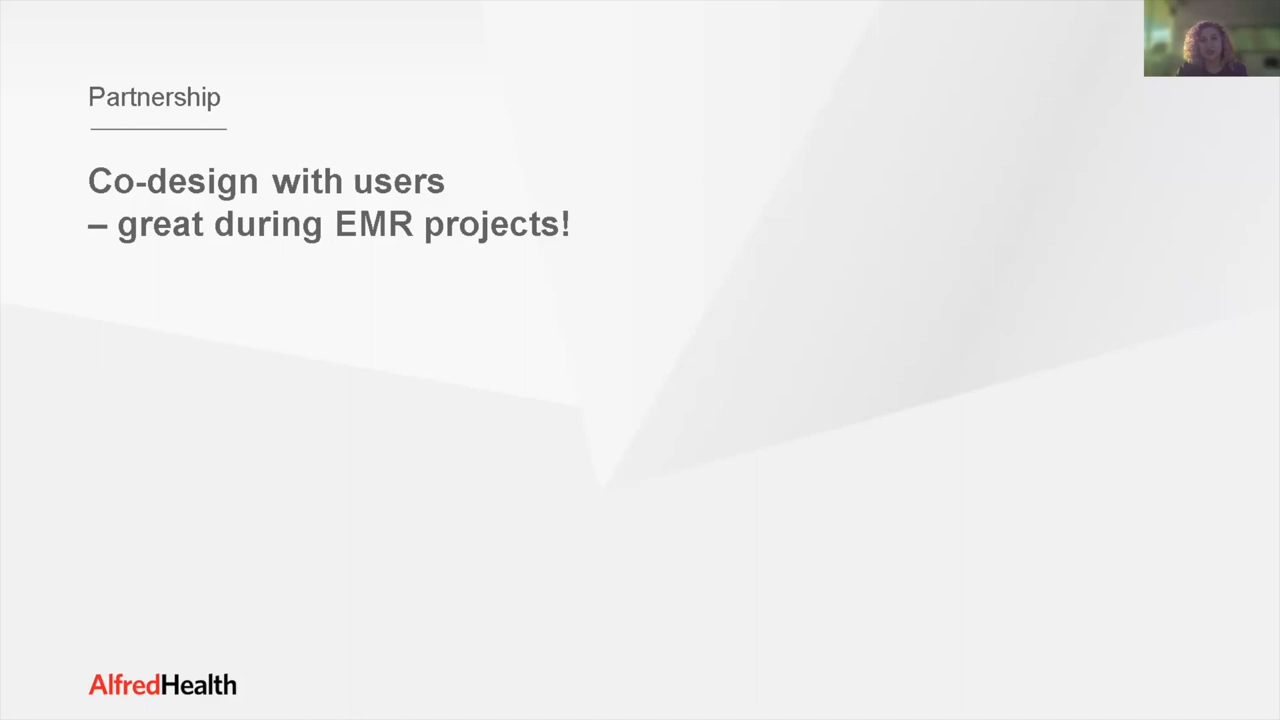 Partnership
Co-design with users
– great during EMR projects!
AlfredHealth